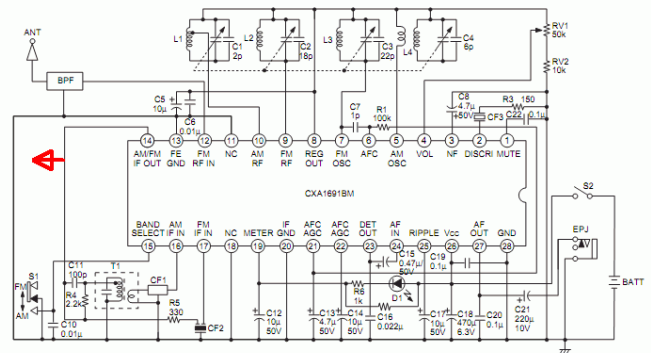 ANT
BPF
L1
C1
2p
L2
C2
18p
L3
C3
22p
L4
C4
6p
RV1
50k
RV2
10k
C5
10µ
C6
0.01µ
C7
1p
R1
100k
C8
4.7µ
50V
R3 150
CF3
C22 0.1µ
14 13 12 11 10 9 8 7 6 5 4 3 2 1
AM/FM IF OUT
FE GND
FM RF IN
NC
AM RF
FM RF
REG OUT
FM OSC
AFC
AM OSC
VOL
NF
DISCRI
MUTE
CXA1691BM
BAND SELECT
AM IF IN
FM IF IN
NC
METER
IF GND
AFC AGC
AFC AGC
DET OUT
AF IN
RIPPLE
Vcc
AF OUT
GND
15 16 17 18 19 20 21 22 23 24 25 26 27 28
S2
EPJ
BATT
S1
FM
AM
C11
100p
R4
2.2k
C10
0.01µ
T1
CF1
R5
330
CF2
C12
10µ
50V
C13
4.7µ
50V
C14
10µ
50V
R6
1k
D1
C15
0.47µ/
50V
C16
0.022µ
C17
10µ
50V
C18
470µ
6.3V
C19
0.1µ
C20
0.1µ
C21
220µ
10V